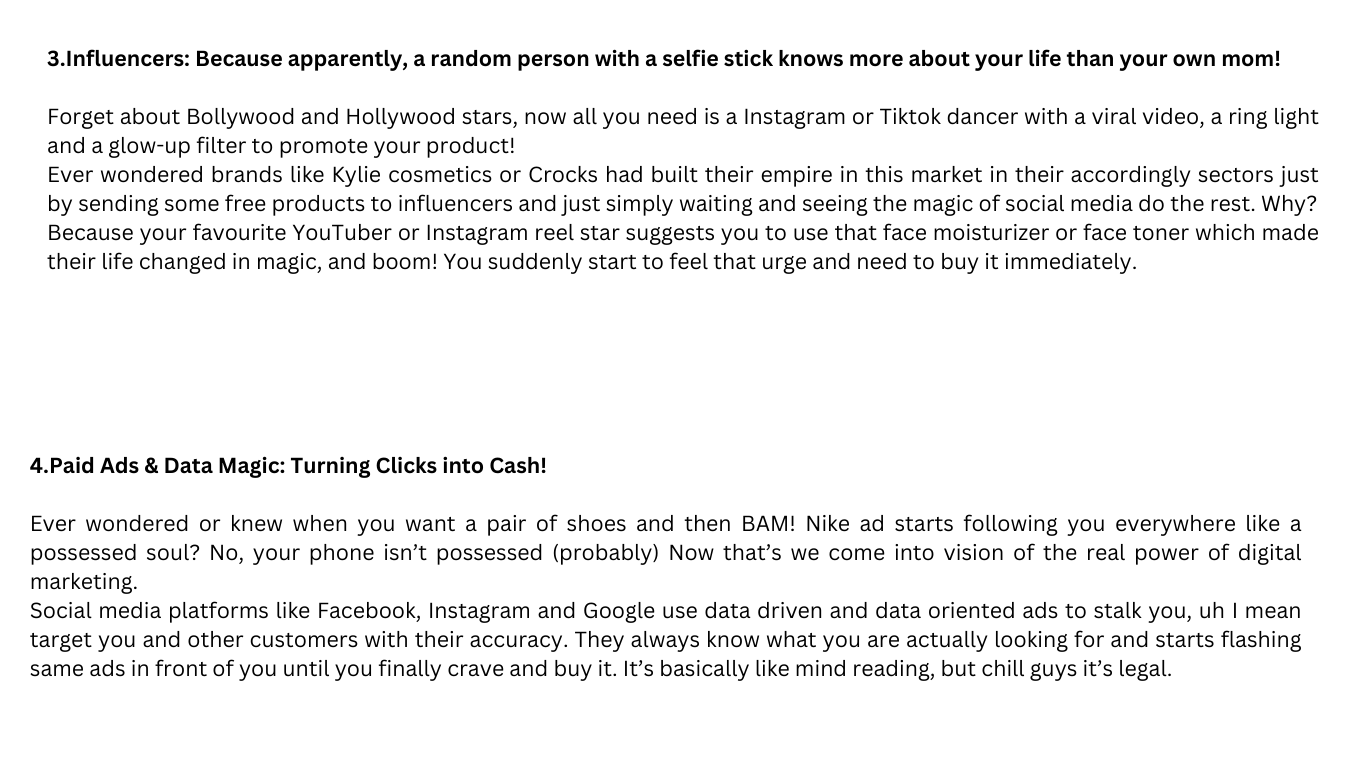 3.Influencers: Because apparently, a random person with a selfie stick knows more about your life than your own mom!
Forget about Bollywood and Hollywood stars, now all you need is a Instagram or Tiktok dancer with a viral video, a ring light
and a glow-up filter to promote your product!
Ever wondered brands like Kylie cosmetics or Crocks had built their empire in this market in their accordingly sectors just
by sending some free products to influencers and just simply waiting and seeing the magic of social media do the rest. Why?
Because your favourite YouTuber or Instagram reel star suggests you to use that face moisturizer or face toner which made
their life changed in magic, and boom! You suddenly start to feel that urge and need to buy it immediately.
4.Paid Ads & Data Magic: Turning Clicks into Cash!
Ever wondered or knew when you want a pair of shoes and then BAM! Nike ad starts following you everywhere like a
possessed soul? No, your phone isn’t possessed (probably) Now that’s we come into vision of the real power of digital
marketing.
Social media platforms like Facebook, Instagram and Google use data driven and data oriented ads to stalk you, uh I mean
target you and other customers with their accuracy. They always know what you are actually looking for and starts flashing
same ads in front of you until you finally crave and buy it. It’s basically like mind reading, but chill guys it’s legal.